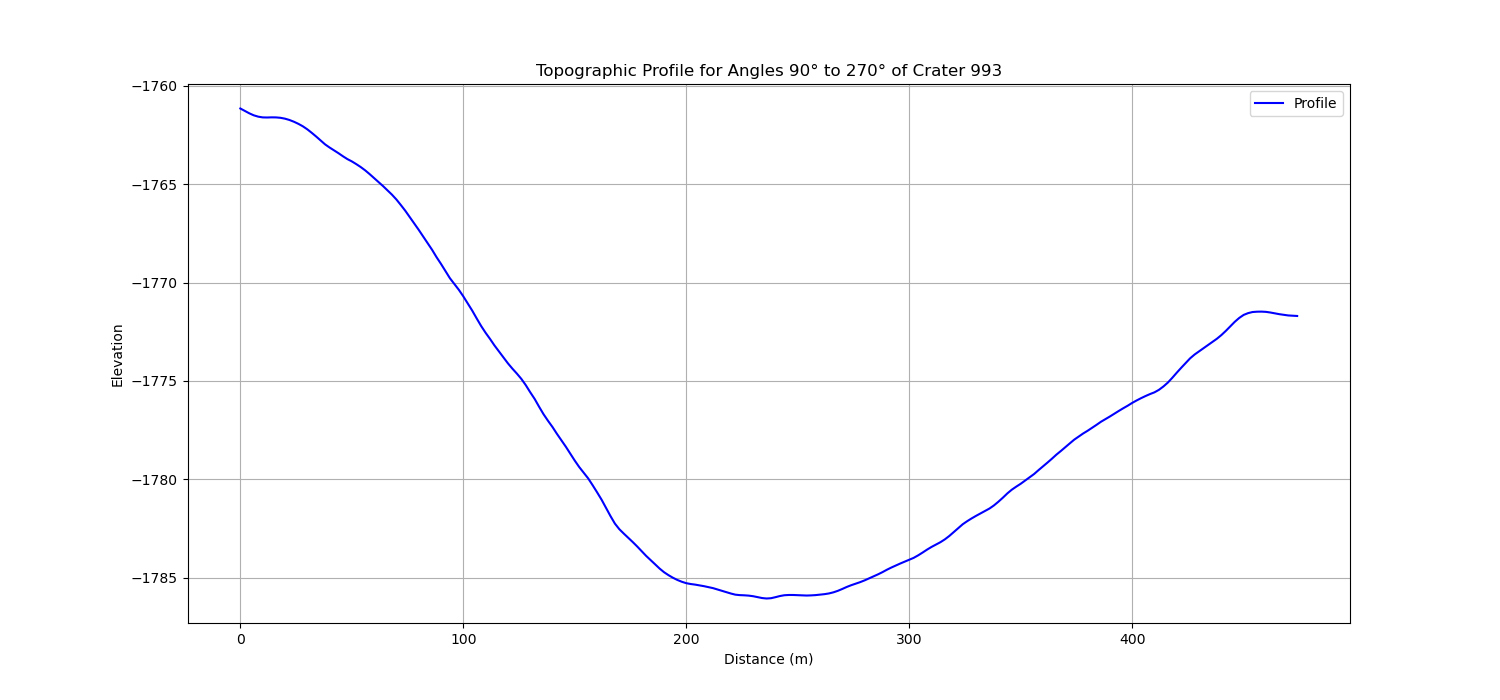 Topographic Profile for Angles 90° to 270° of Crater 993
Profile
Elevation
−1760
−1765
−1770
−1775
−1780
−1785
0
100
200
300
400
Distance (m)